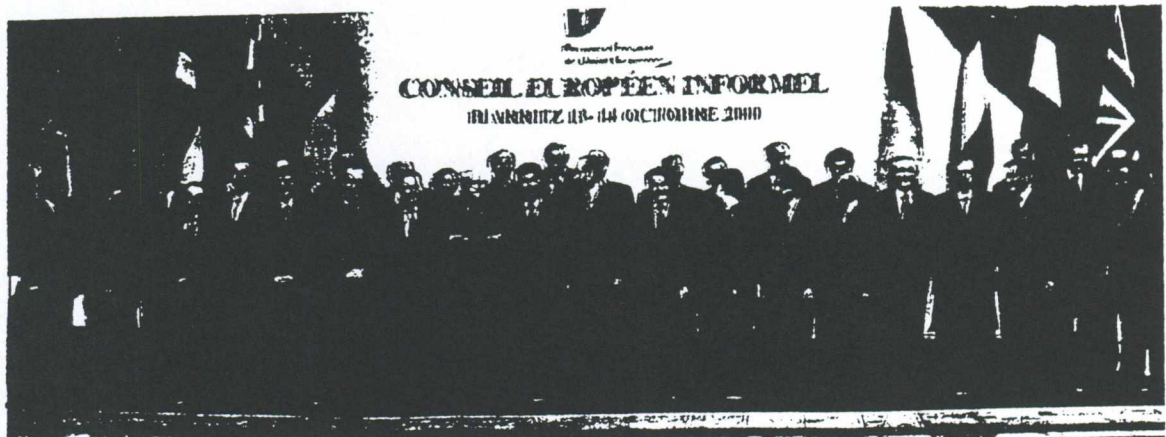 CONSEIL EUROPÉEN INFORMEL
BIARRITZ 13-14 OCTOBRE 2000